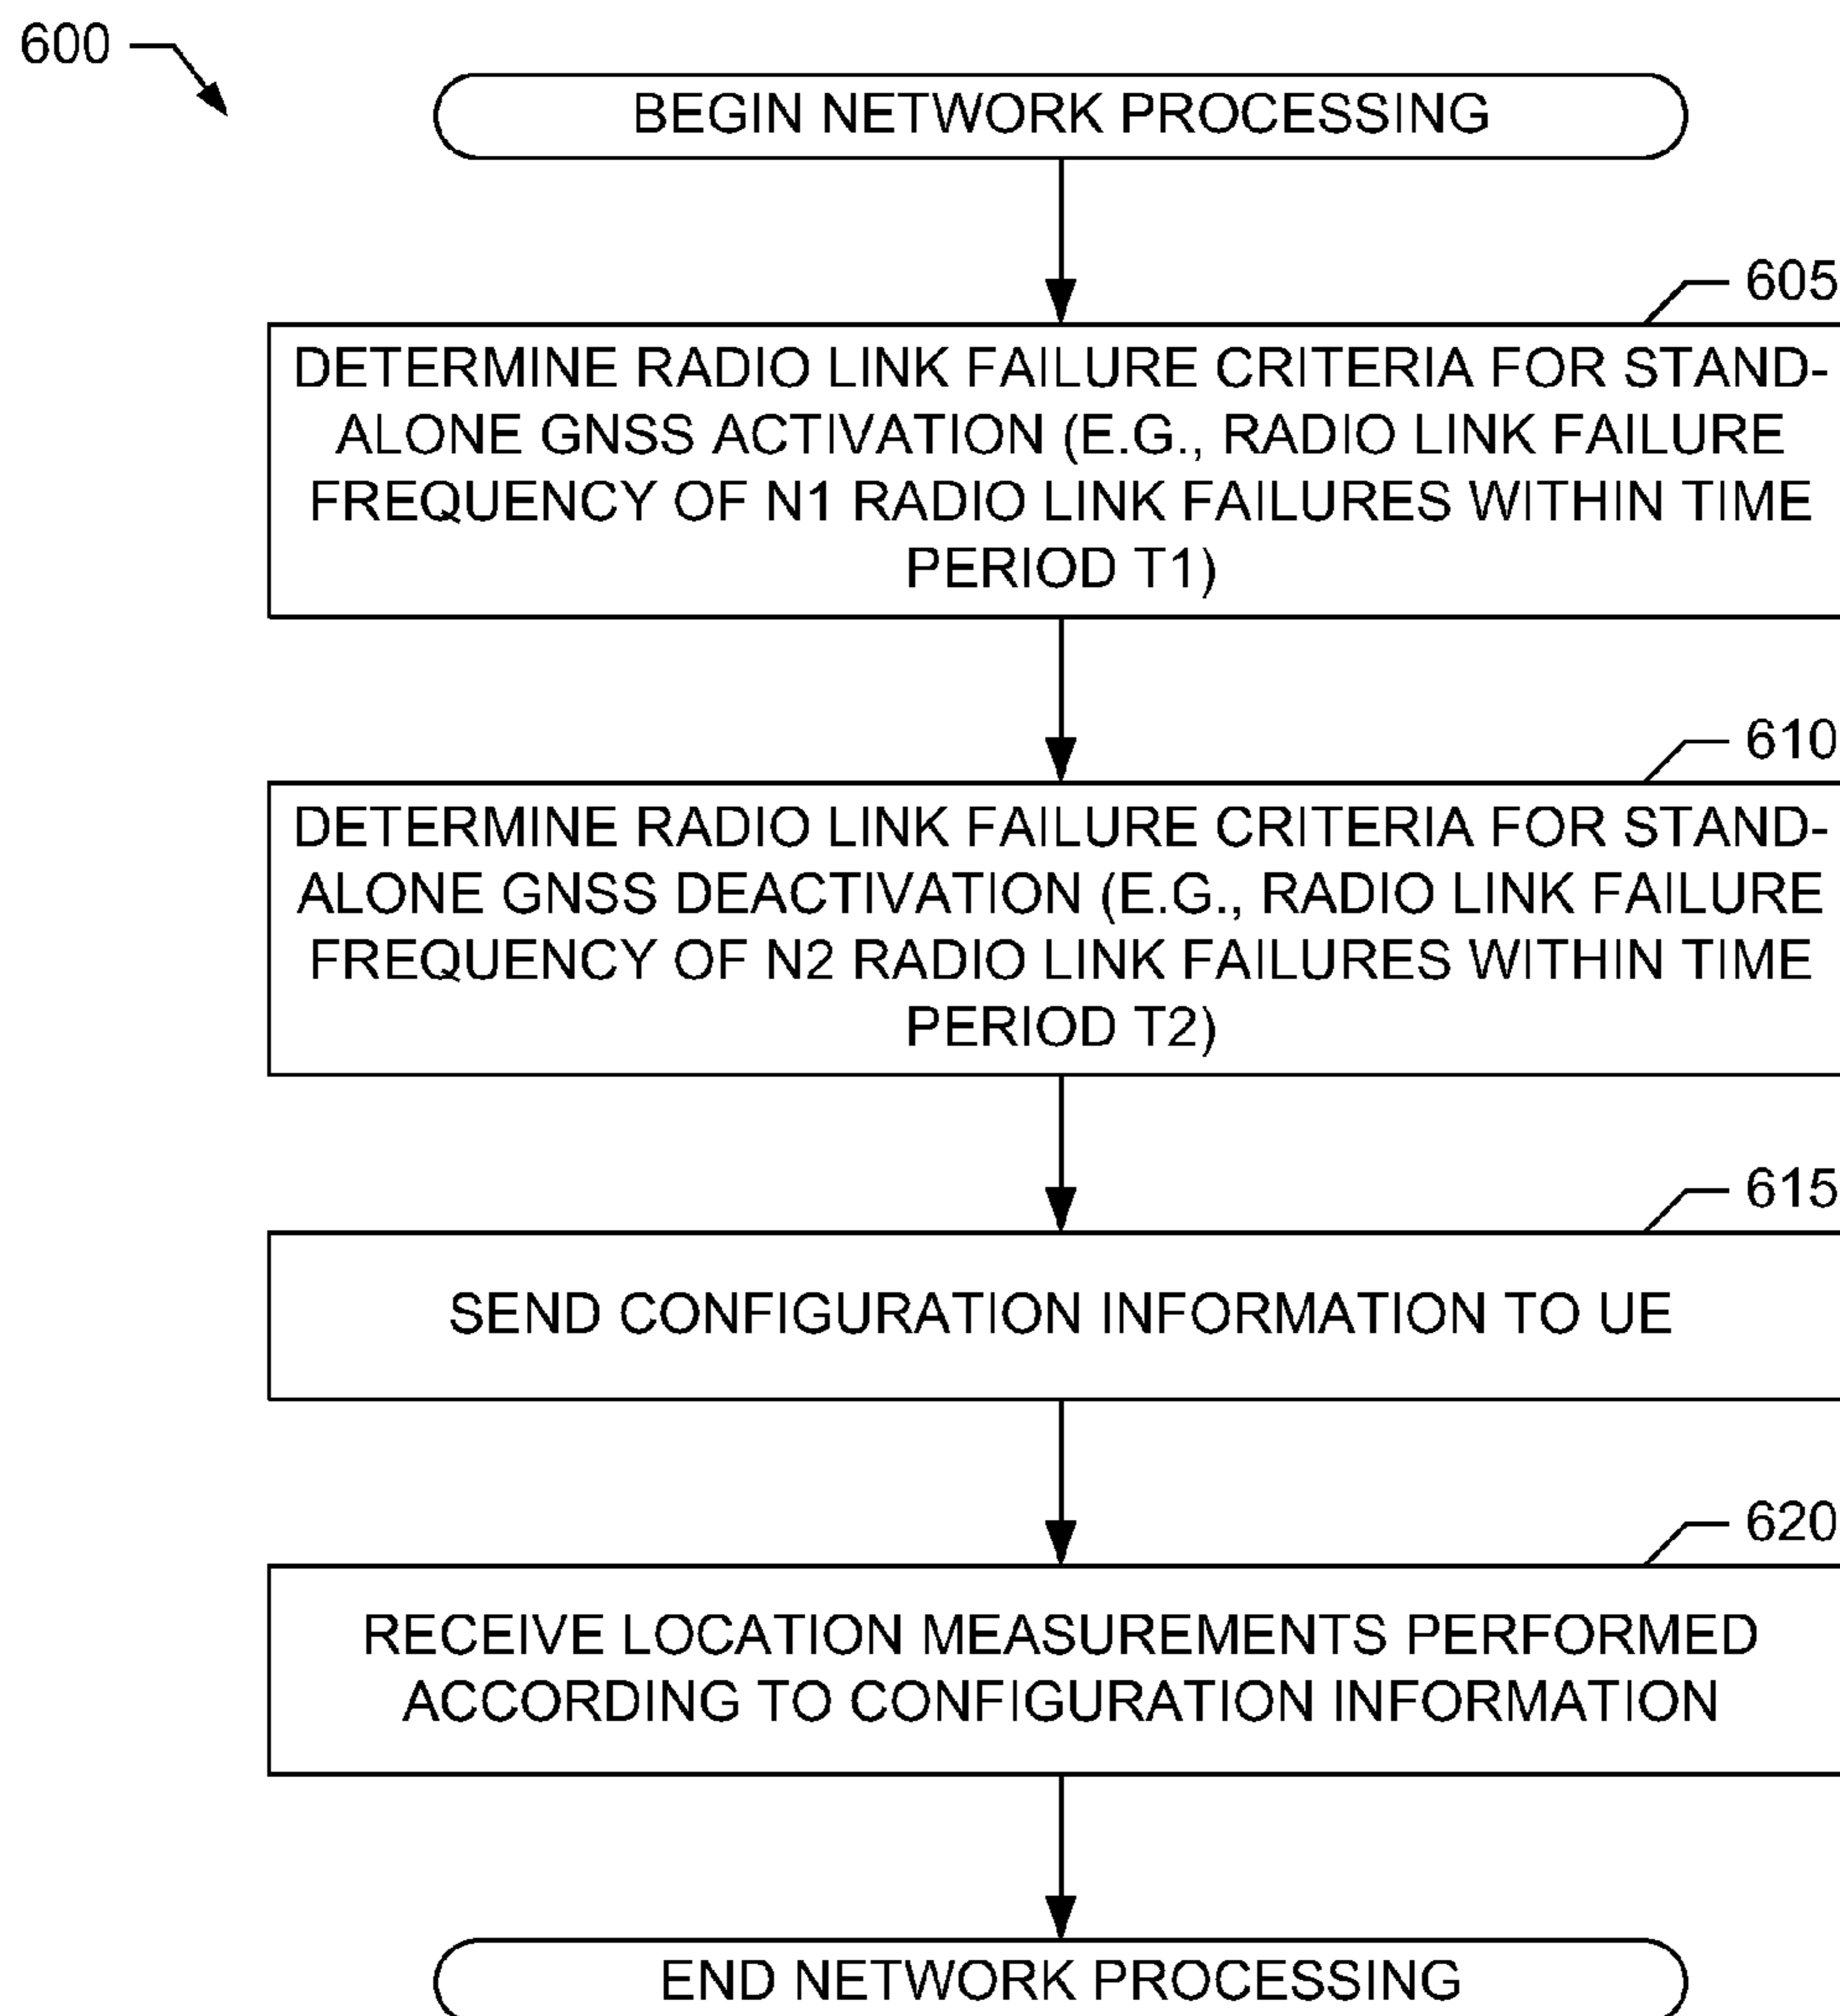 600
BEGIN NETWORK PROCESSING
605
DETERMINE RADIO LINK FAILURE CRITERIA FOR STAND-
ALONE GNSS ACTIVATION (E.G., RADIO LINK FAILURE
FREQUENCY OF N1 RADIO LINK FAILURES WITHIN TIME
PERIOD T1)
610
DETERMINE RADIO LINK FAILURE CRITERIA FOR STAND-
ALONE GNSS DEACTIVATION (E.G., RADIO LINK FAILURE
FREQUENCY OF N2 RADIO LINK FAILURES WITHIN TIME
PERIOD T2)
615
SEND CONFIGURATION INFORMATION TO UE
620
RECEIVE LOCATION MEASUREMENTS PERFORMED
ACCORDING TO CONFIGURATION INFORMATION
END NETWORK PROCESSING